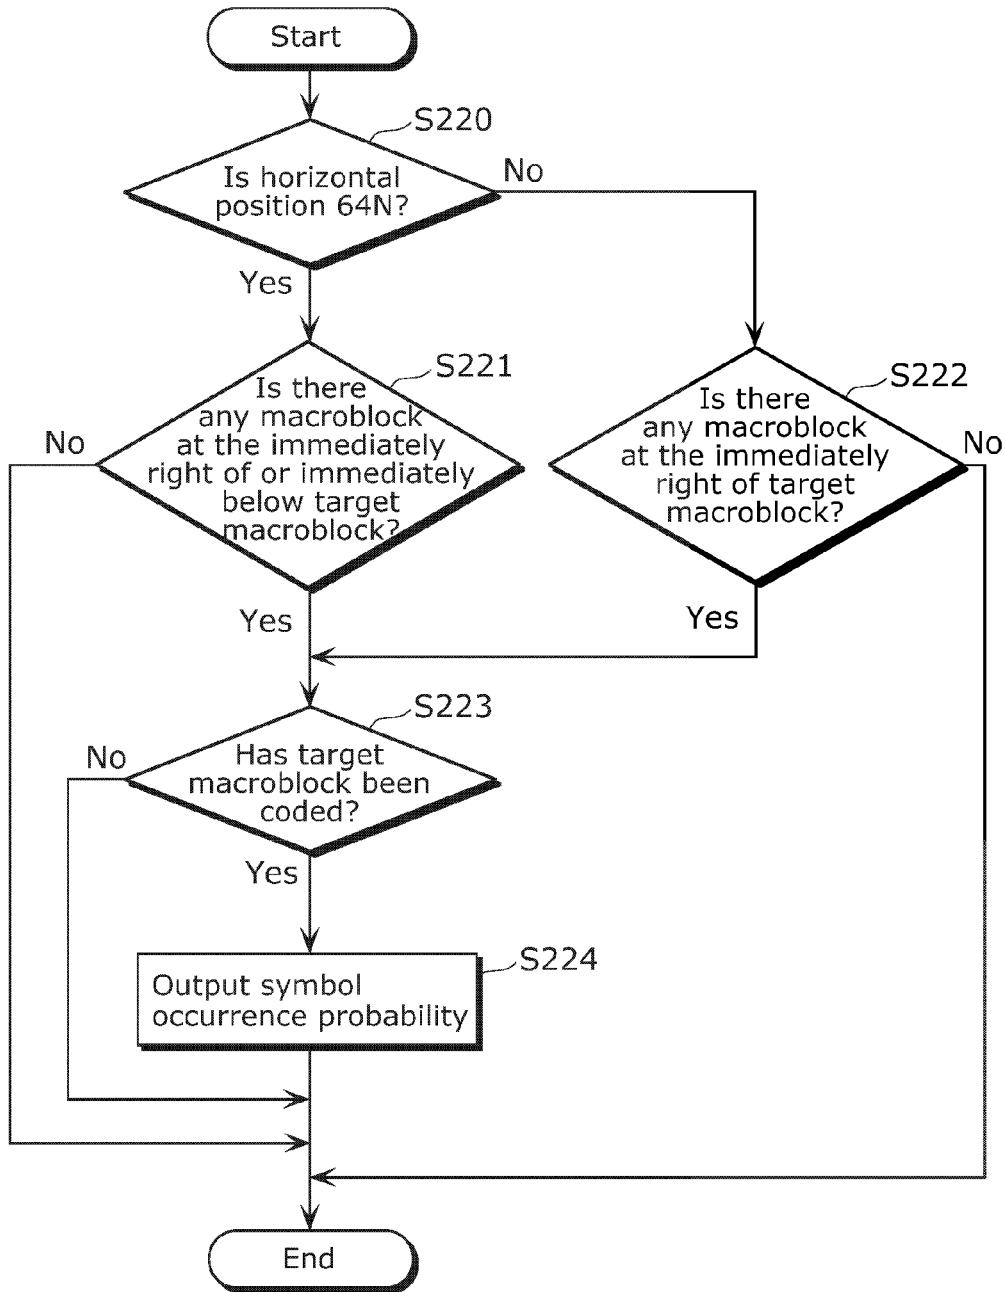 Start
S220
Is horizontal
position 64N?
No
Yes
S221
Is there
any macroblock
at the immediately
right of or immediately
below target
macroblock?
No
S222
Is there
any macroblock
at the immediately
right of target
macroblock?
No
Yes
Yes
S223
Has target
macroblock been
coded?
No
Yes
S224
Output symbol
occurrence probability
End